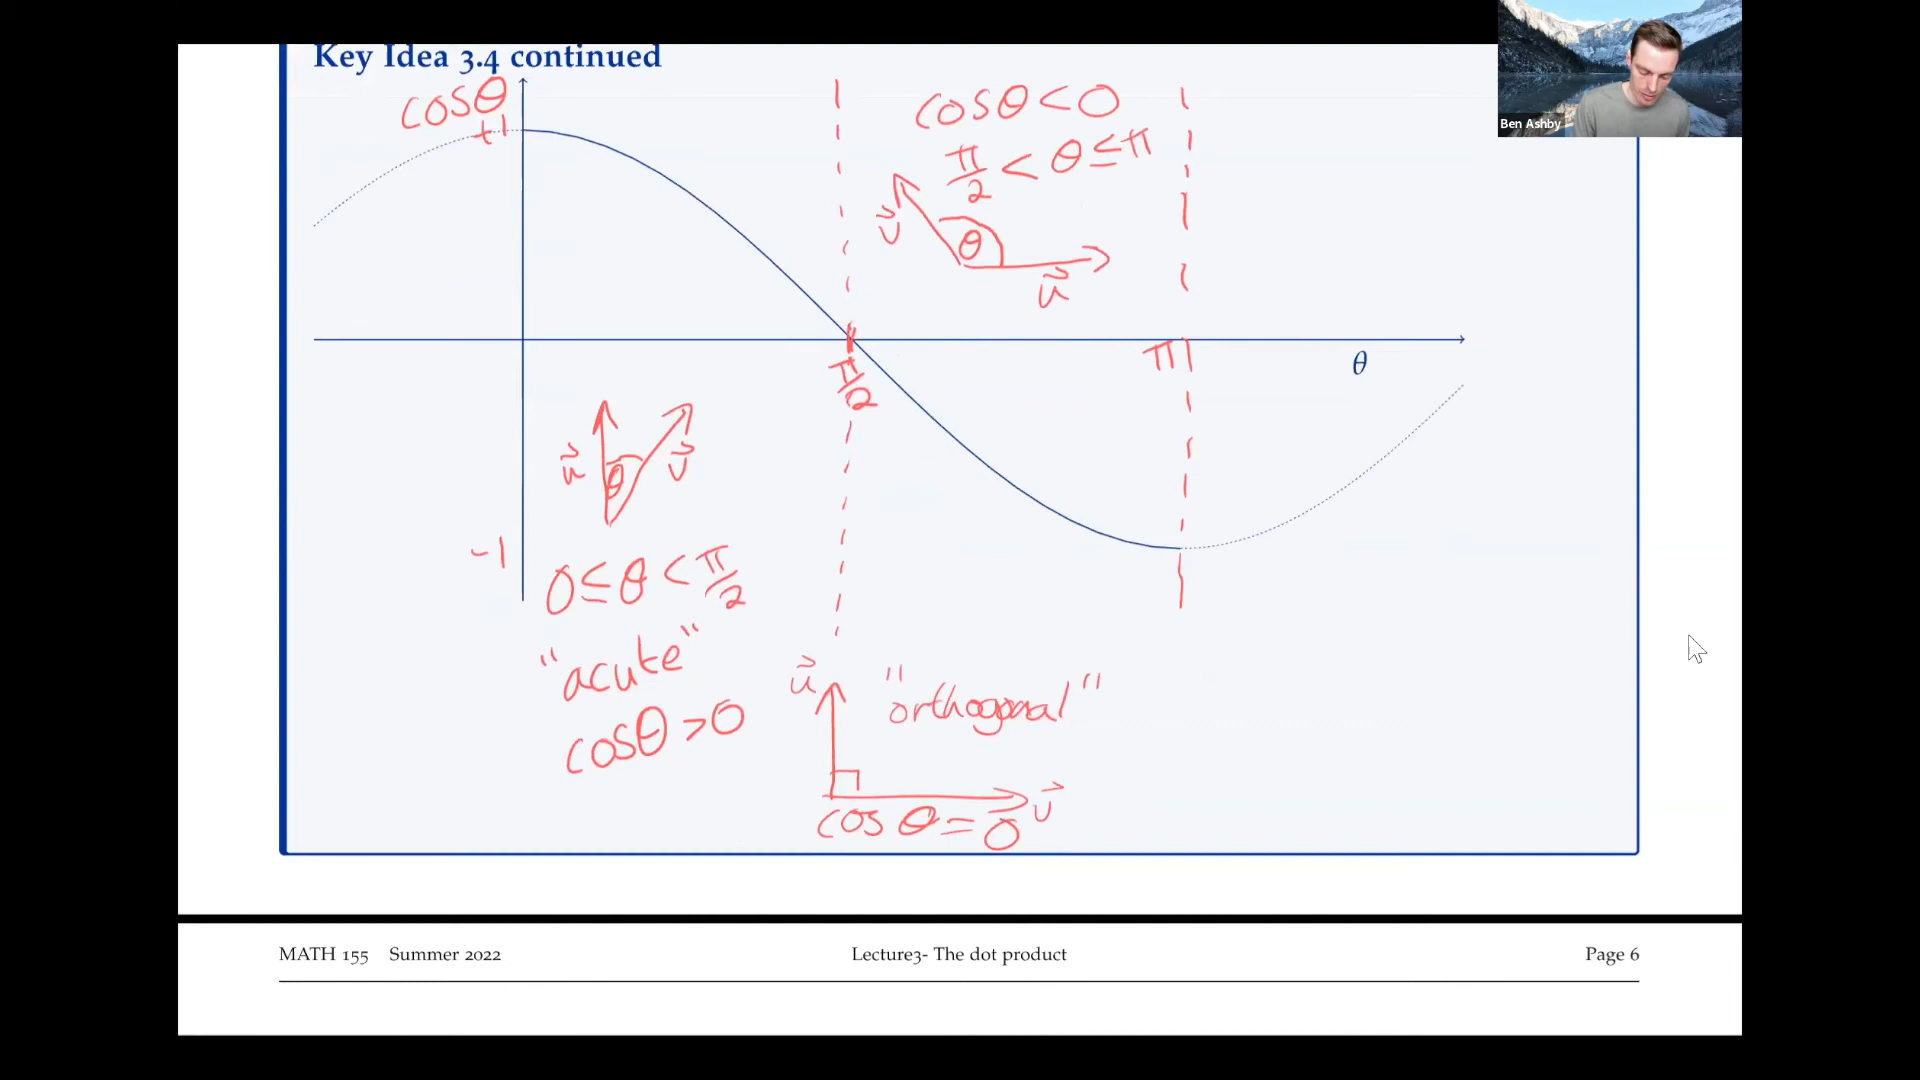 Key Idea 3.4 continued
Ben Ashby
cosθ
+1
cosθ<0
π/2 < θ ≤ π
v⃗
θ
u⃗
π/2
π
θ
u⃗
θ
v⃗
-1
0≤θ<π/2
"acute"
cosθ>0
u⃗
"orthogonal"
v⃗
cos θ=0
MATH 155 Summer 2022
Lecture3- The dot product
Page 6